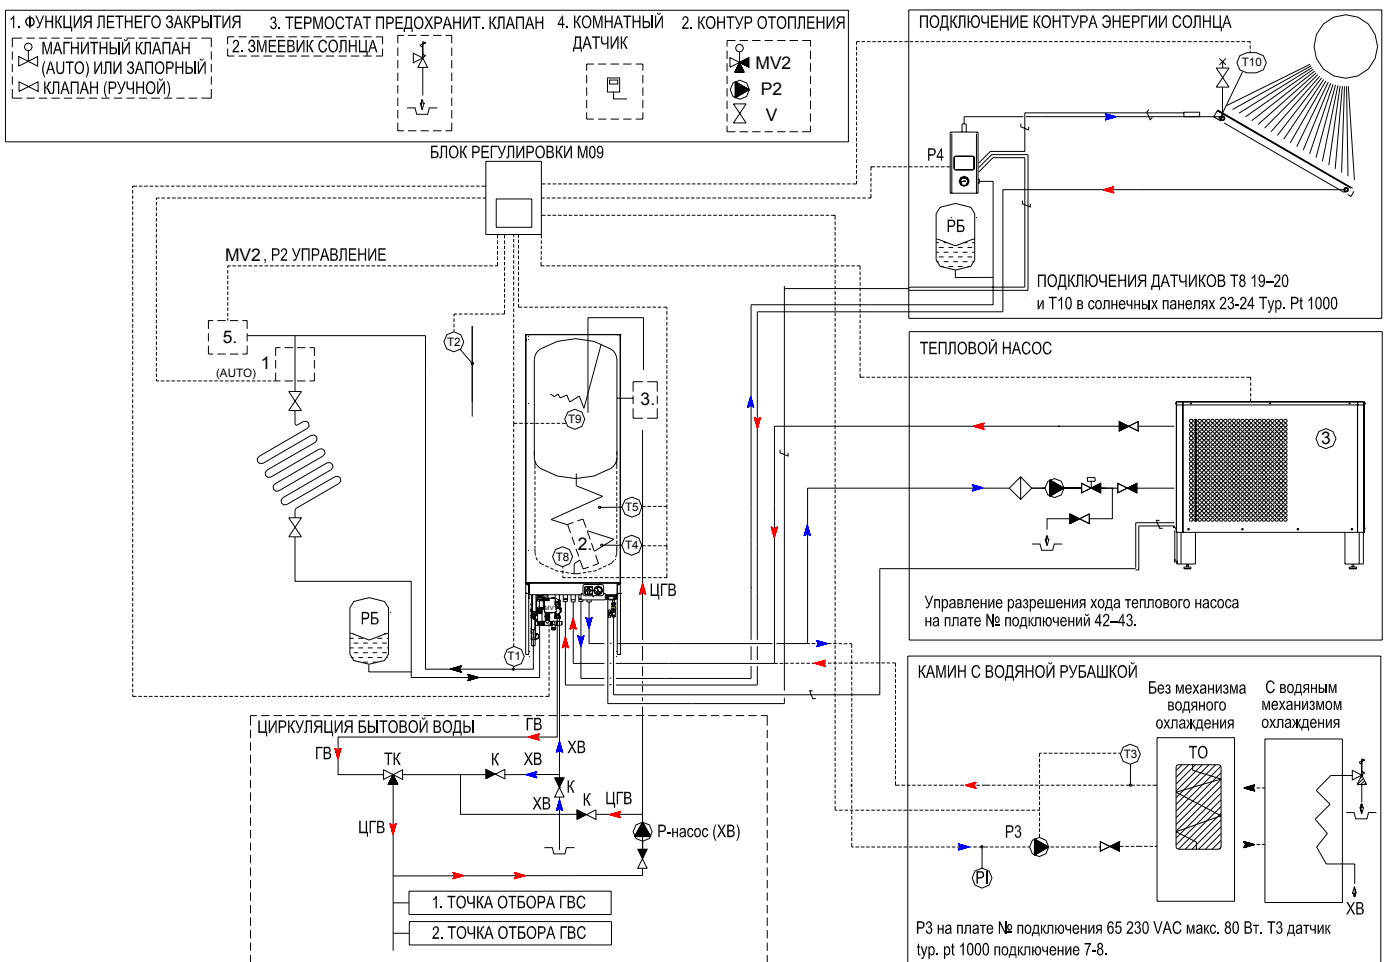 1. ФУНКЦИЯ ЛЕТНЕГО ЗАКРЫТИЯ
МАГНИТНЫЙ КЛАПАН
(AUTO) ИЛИ ЗАПОРНЫЙ
КЛАПАН (РУЧНОЙ)
2. ЗМЕЕВИК СОЛНЦА
3. ТЕРМОСТАТ ПРЕДОХРАНИТ. КЛАПАН
4. КОМНАТНЫЙ
ДАТЧИК
2. КОНТУР ОТОПЛЕНИЯ
MV2
P2
V
БЛОК РЕГУЛИРОВКИ М09
MV2 , P2 УПРАВЛЕНИЕ
5.
1
(AUTO)
T2
T9
3.
T5
2.
T4
T8
MV1
ЦГВ
РБ
T1
ПОДКЛЮЧЕНИЕ КОНТУРА ЭНЕРГИИ СОЛНЦА
T10
P4
РБ
ПОДКЛЮЧЕНИЯ ДАТЧИКОВ Т8 19–20
и Т10 в солнечных панелях 23-24 Тур. Pt 1000
ТЕПЛОВОЙ НАСОС
3
Управление разрешения хода теплового насоса
на плате № подключений 42–43.
КАМИН С ВОДЯНОЙ РУБАШКОЙ
Без механизма
водяного
охлаждения
С водяным
механизмом
охлаждения
T3
ТО
P3
PI
ХВ
P3 на плате № подключения 65 230 VAC макс. 80 Вт. Т3 датчик
typ. pt 1000 подключение 7-8.
ЦИРКУЛЯЦИЯ БЫТОВОЙ ВОДЫ
ГВ
ГВ
ХВ
ТК
К
ХВ
К
ХВ
К
ЦГВ
ЦГВ
Р-насос (ХВ)
1. ТОЧКА ОТБОРА ГВС
2. ТОЧКА ОТБОРА ГВС